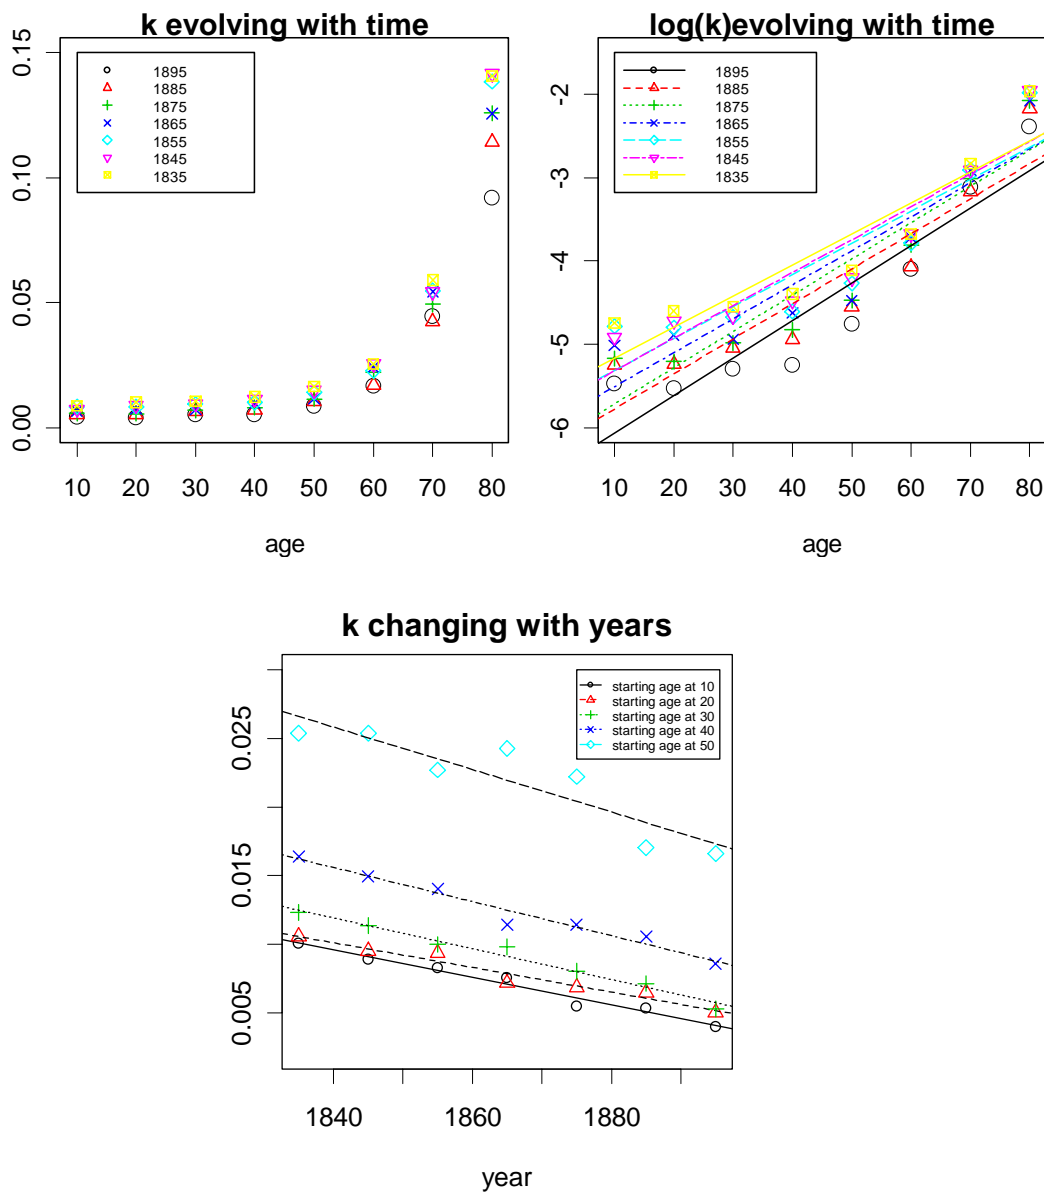 k evolving with time
0.15
0.10
0.05
0.00
1895
1885
1875
1865
1855
1845
1835
10 20 30 40 50 60 70 80
age
log(k)evolving with time
-2
-3
-4
-5
-6
1895
1885
1875
1865
1855
1845
1835
10 20 30 40 50 60 70 80
age
k changing with years
0.025
0.015
0.005
starting age at 10
starting age at 20
starting age at 30
starting age at 40
starting age at 50
1840 1860 1880
year